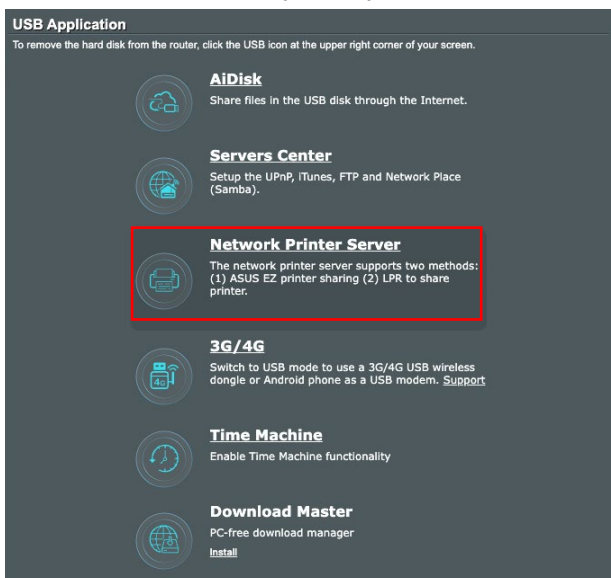 USB Application
To remove the hard disk from the router, click the USB icon at the upper right corner of your screen.
AiDisk
Share files in the USB disk through the Internet.
Servers Center
Setup the UPnP, iTunes, FTP and Network Place
(Samba).
Network Printer Server
The network printer server supports two methods:
(1) ASUS EZ printer sharing (2) LPR to share
printer.
3G/4G
Switch to USB mode to use a 3G/4G USB wireless
dongle or Android phone as a USB modem. Support
4G
Time Machine
Enable Time Machine functionality
Download Master
PC-free download manager
Install